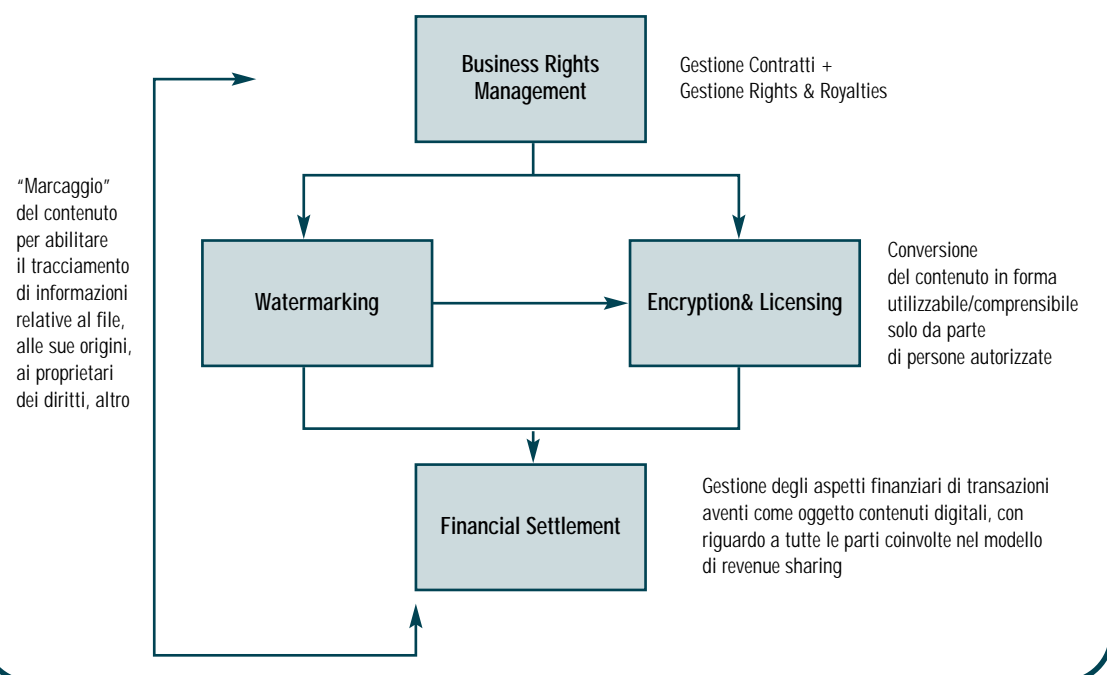 Business Rights
Management
Gestione Contratti +
Gestione Rights & Royalties
“Marcaggio”
del contenuto
per abilitare
il tracciamento
di informazioni
relative al file,
alle sue origini,
ai proprietari
dei diritti, altro
Watermarking
Encryption& Licensing
Conversione
del contenuto in forma
utilizzabile/comprensibile
solo da parte
di persone autorizzate
Financial Settlement
Gestione degli aspetti finanziari di transazioni
aventi come oggetto contenuti digitali, con
riguardo a tutte le parti coinvolte nel modello
di revenue sharing